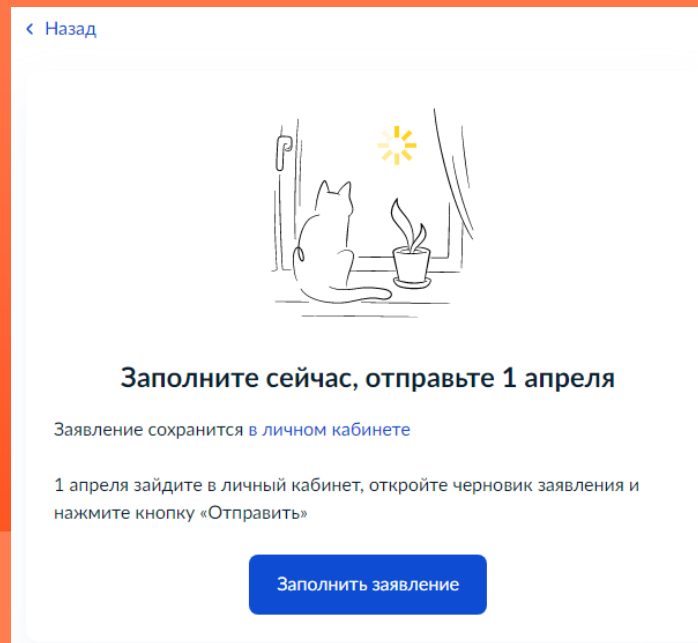 Назад
Заполните сейчас, отправьте 1 апреля
Заявление сохранится в личном кабинете
1 апреля зайдите в личный кабинет, откройте черновик заявления и
нажмите кнопку «Отправить»
Заполнить заявление